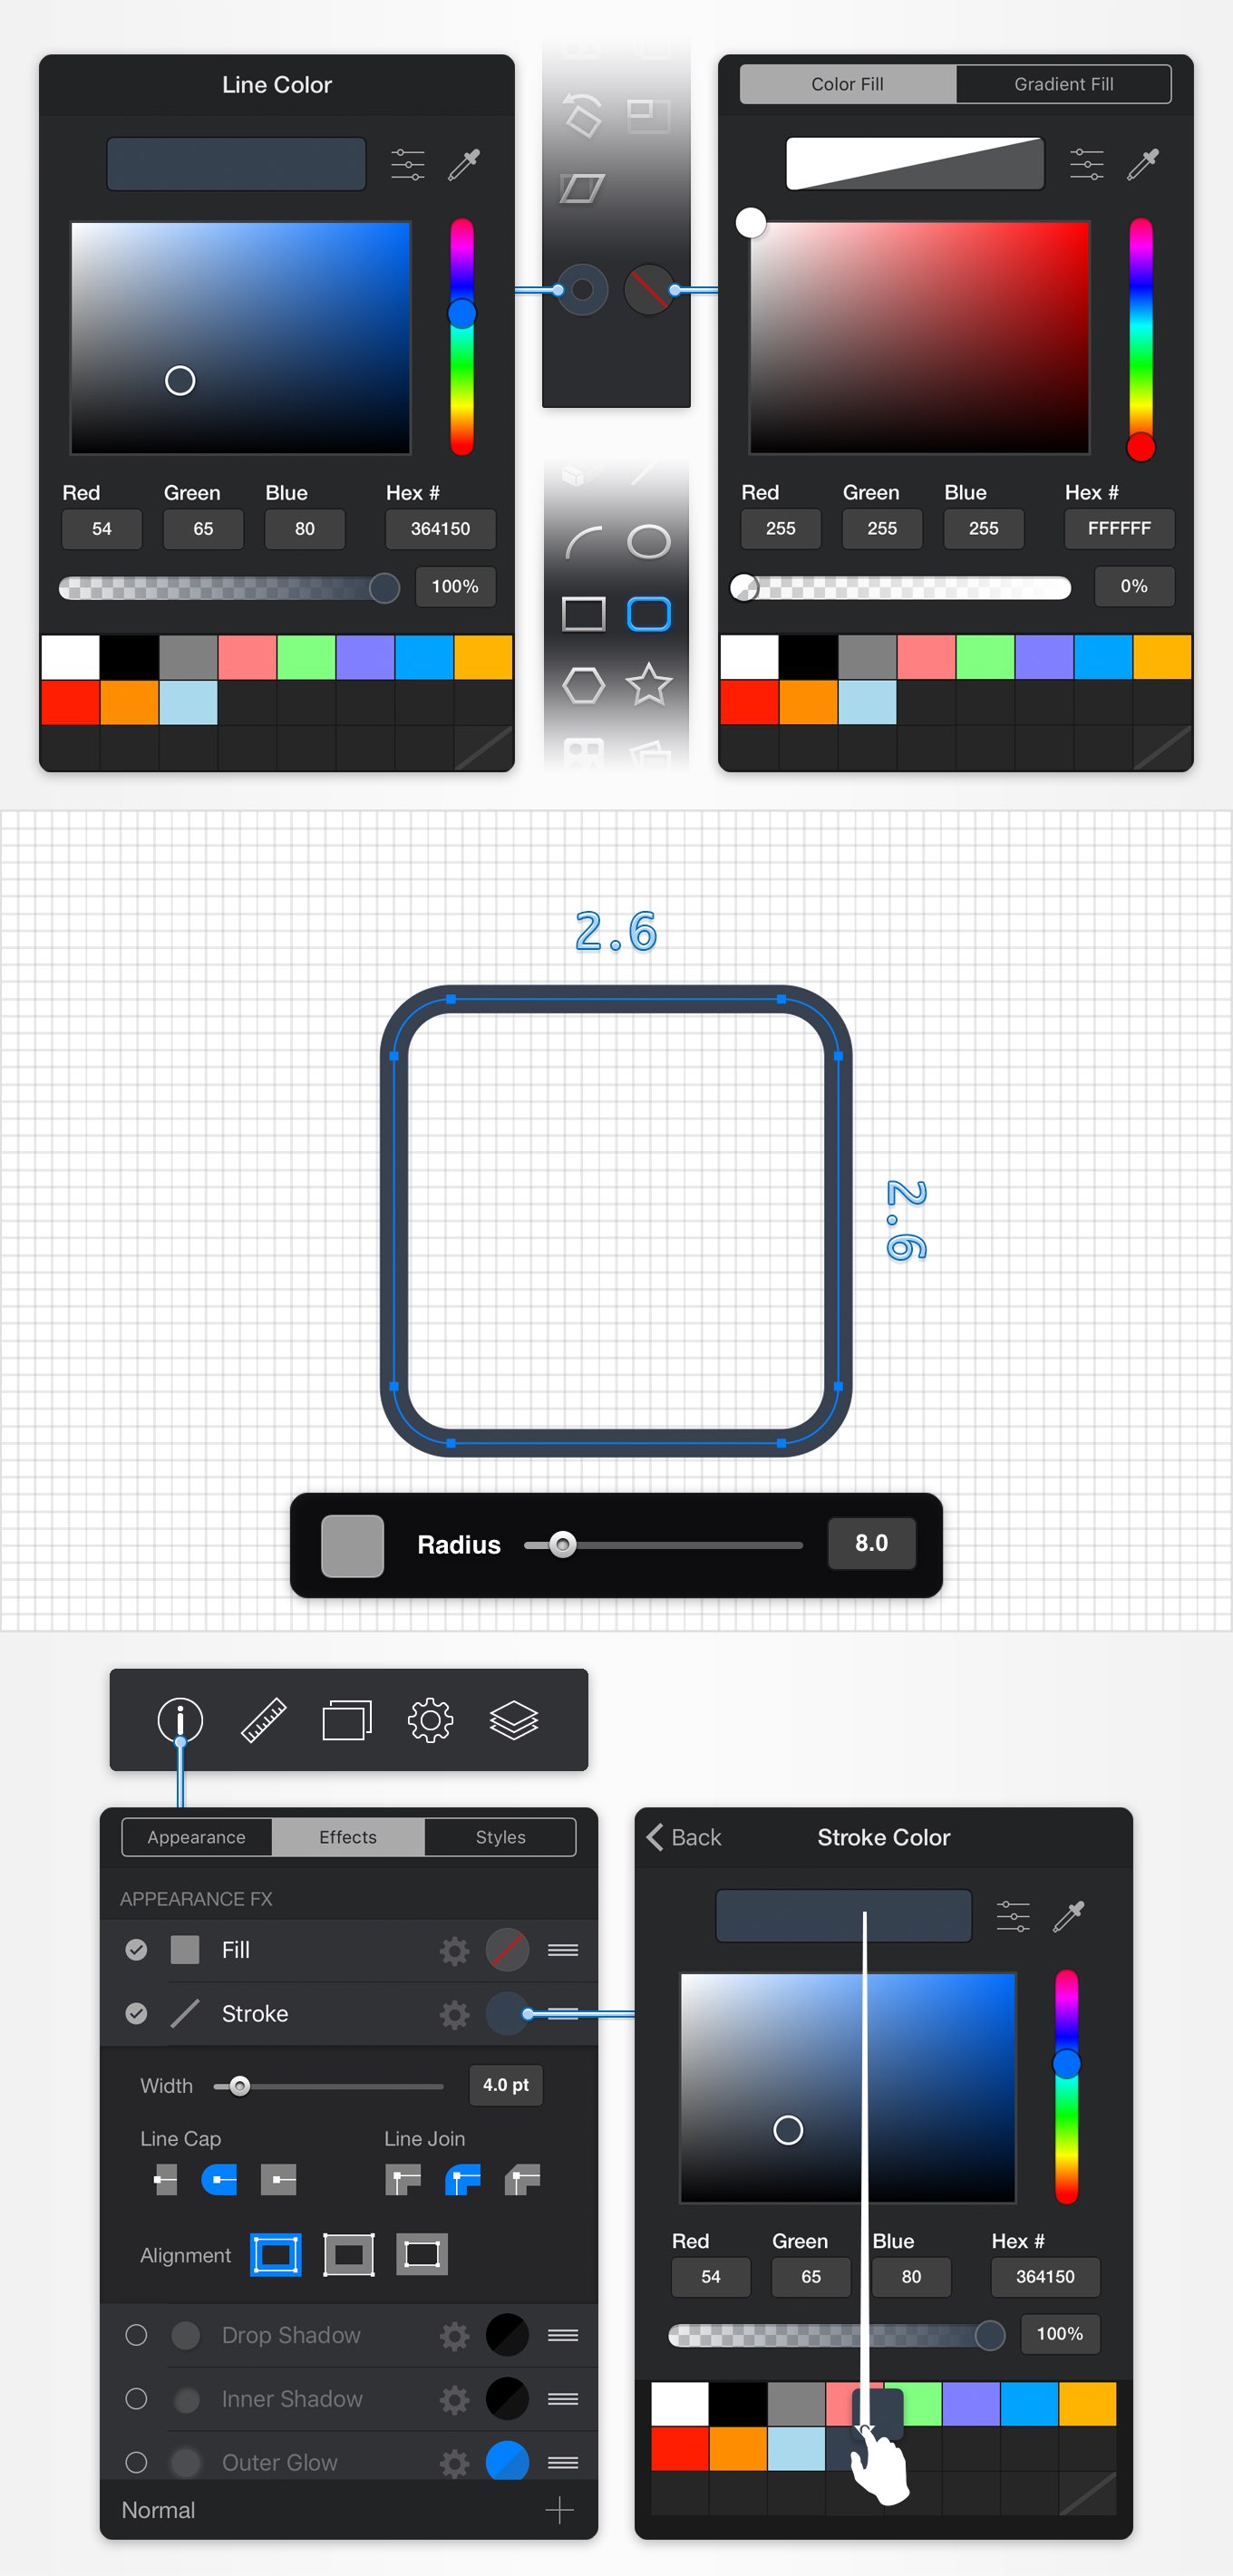 Line Color
Red Green Blue Hex #
54 65 80 364150
100%
Color Fill Gradient Fill
Red Green Blue Hex #
255 255 255 FFFFFF
0%
2.6
2.6
Radius 8.0
Appearance Effects Styles
APPEARANCE FX
Fill
Stroke
Width 4.0 pt
Line Cap Line Join
Alignment
Drop Shadow
Inner Shadow
Outer Glow
Normal
Back Stroke Color
Red Green Blue Hex #
54 65 80 364150
100%